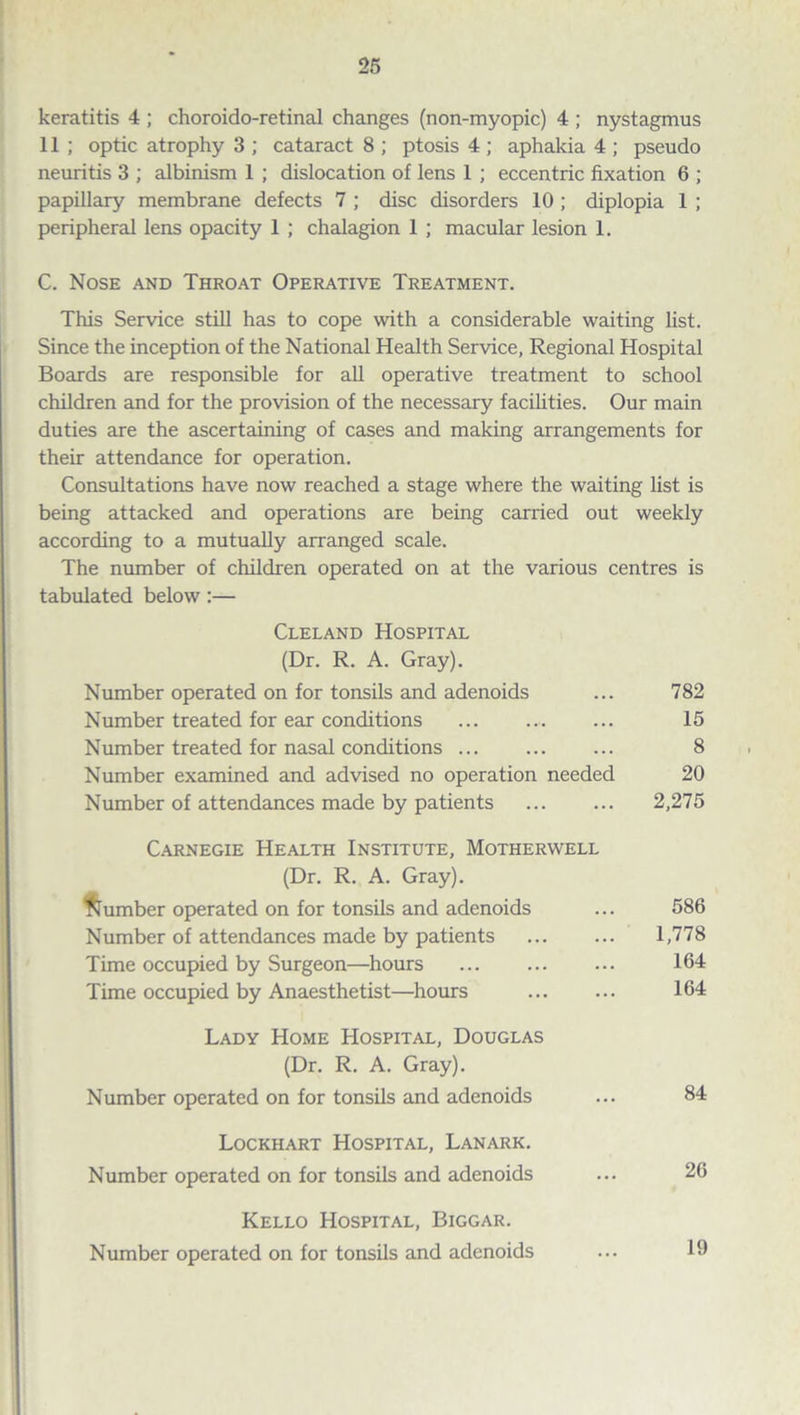 25
keratitis 4 ; choroido-retinal changes (non-myopic) 4 ; nystagmus
11 ; optic atrophy 3 ; cataract 8 ; ptosis 4 ; aphakia 4 ; pseudo
neuritis 3 ; albinism 1 ; dislocation of lens 1 ; eccentric fixation 6 ;
papillary membrane defects 7 ; disc disorders 10 ; diplopia 1 ;
peripheral lens opacity 1 ; chalagion 1 ; macular lesion 1.
C. Nose and Throat Operative Treatment.
This Service still has to cope with a considerable waiting list.
Since the inception of the National Health Service, Regional Hospital
Boards are responsible for all operative treatment to school
children and for the provision of the necessary facilities. Our main
duties are the ascertaining of cases and making arrangements for
their attendance for operation.
Consultations have now reached a stage where the waiting list is
being attacked and operations are being carried out weekly
according to a mutually arranged scale.
The number of children operated on at the various centres is
tabulated below :—
Cleland Hospital
(Dr. R. A. Gray).
Number operated on for tonsils and adenoids ... 782
Number treated for ear conditions ... ... ... 15
Number treated for nasal conditions ... ... ... 8
Number examined and advised no operation needed 20
Number of attendances made by patients ... ... 2,275
Carnegie Health Institute, Motherwell
(Dr. R. A. Gray).
Number operated on for tonsils and adenoids ... 586
Number of attendances made by patients ... ... 1,778
Time occupied by Surgeon—hours ... ... ... 164
Time occupied by Anaesthetist—hours ... ... 164
Lady Home Hospital, Douglas
(Dr. R. A. Gray).
Number operated on for tonsils and adenoids ... 84
Lockhart Hospital, Lanark.
Number operated on for tonsils and adenoids ... 26
Kello Hospital, Biggar.
Number operated on for tonsils and adenoids ... 19